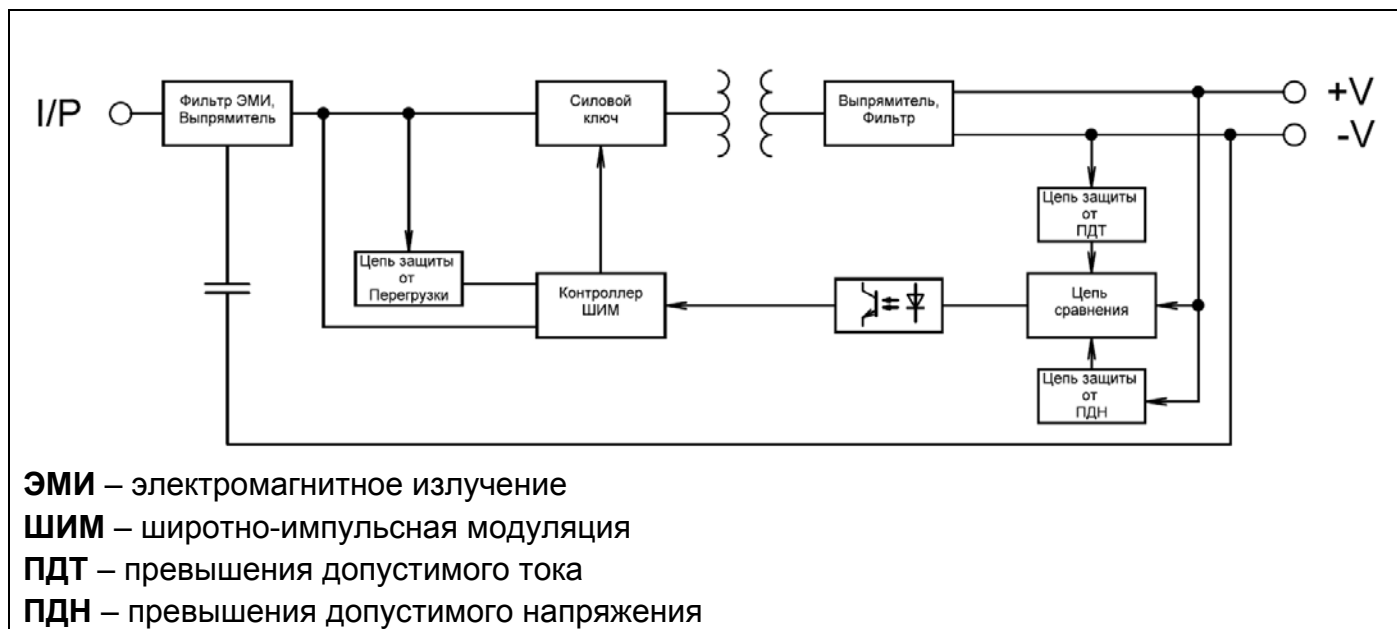 I/P
Фильтр ЭМИ,
Выпрямитель
Силовой
ключ
Выпрямитель,
Фильтр
+V
-V
Цепь защиты
от
ПДТ
Цепь защиты
от
Перегрузки
Контроллер
ШИМ
Цепь
сравнения
Цепь защиты
от
ПДН
ЭМИ – электромагнитное излучение
ШИМ – широтно-импульсная модуляция
ПДТ – превышения допустимого тока
ПДН – превышения допустимого напряжения